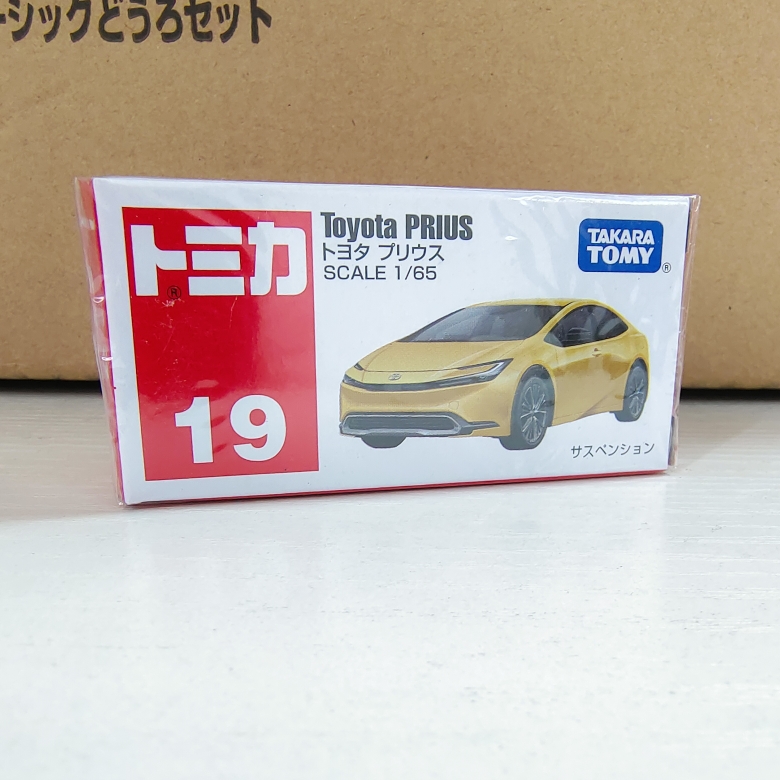 ーシックどうろセット
トミカ
®
19
Toyota PRIUS
トヨタ プリウス
SCALE 1/65
TAKARA
TOMY
®
サスペンション